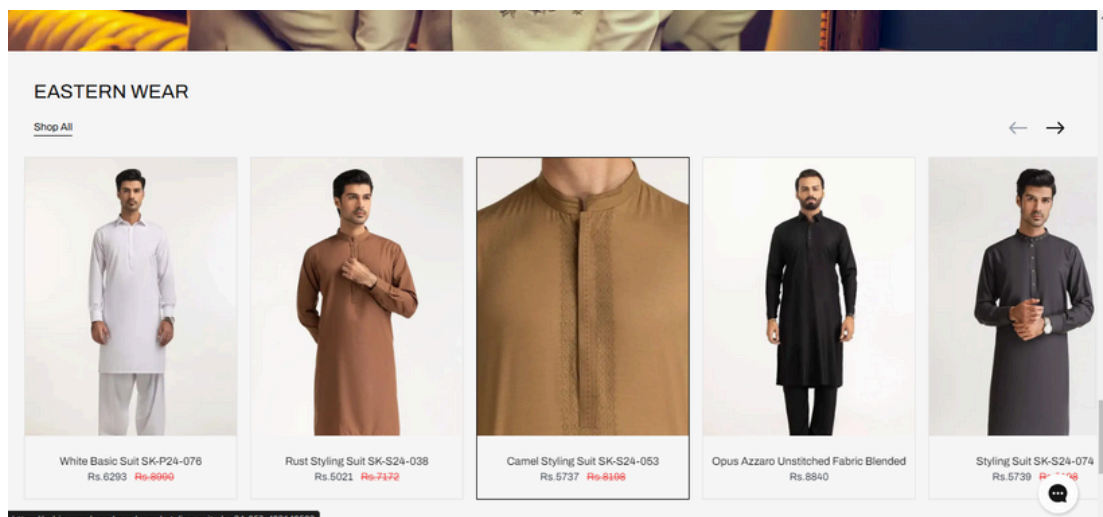 EASTERN WEAR
Shop All
White Basic Suit SK-P24-076
Rs.6293 Rs.8990
Rust Styling Suit SK-S24-038
Rs.5021 Rs.7172
Camel Styling Suit SK-S24-053
Rs.5737 Rs.8198
Opus Azzaro Unstitched Fabric Blended
Rs.8840
Styling Suit SK-S24-074
Rs.5739